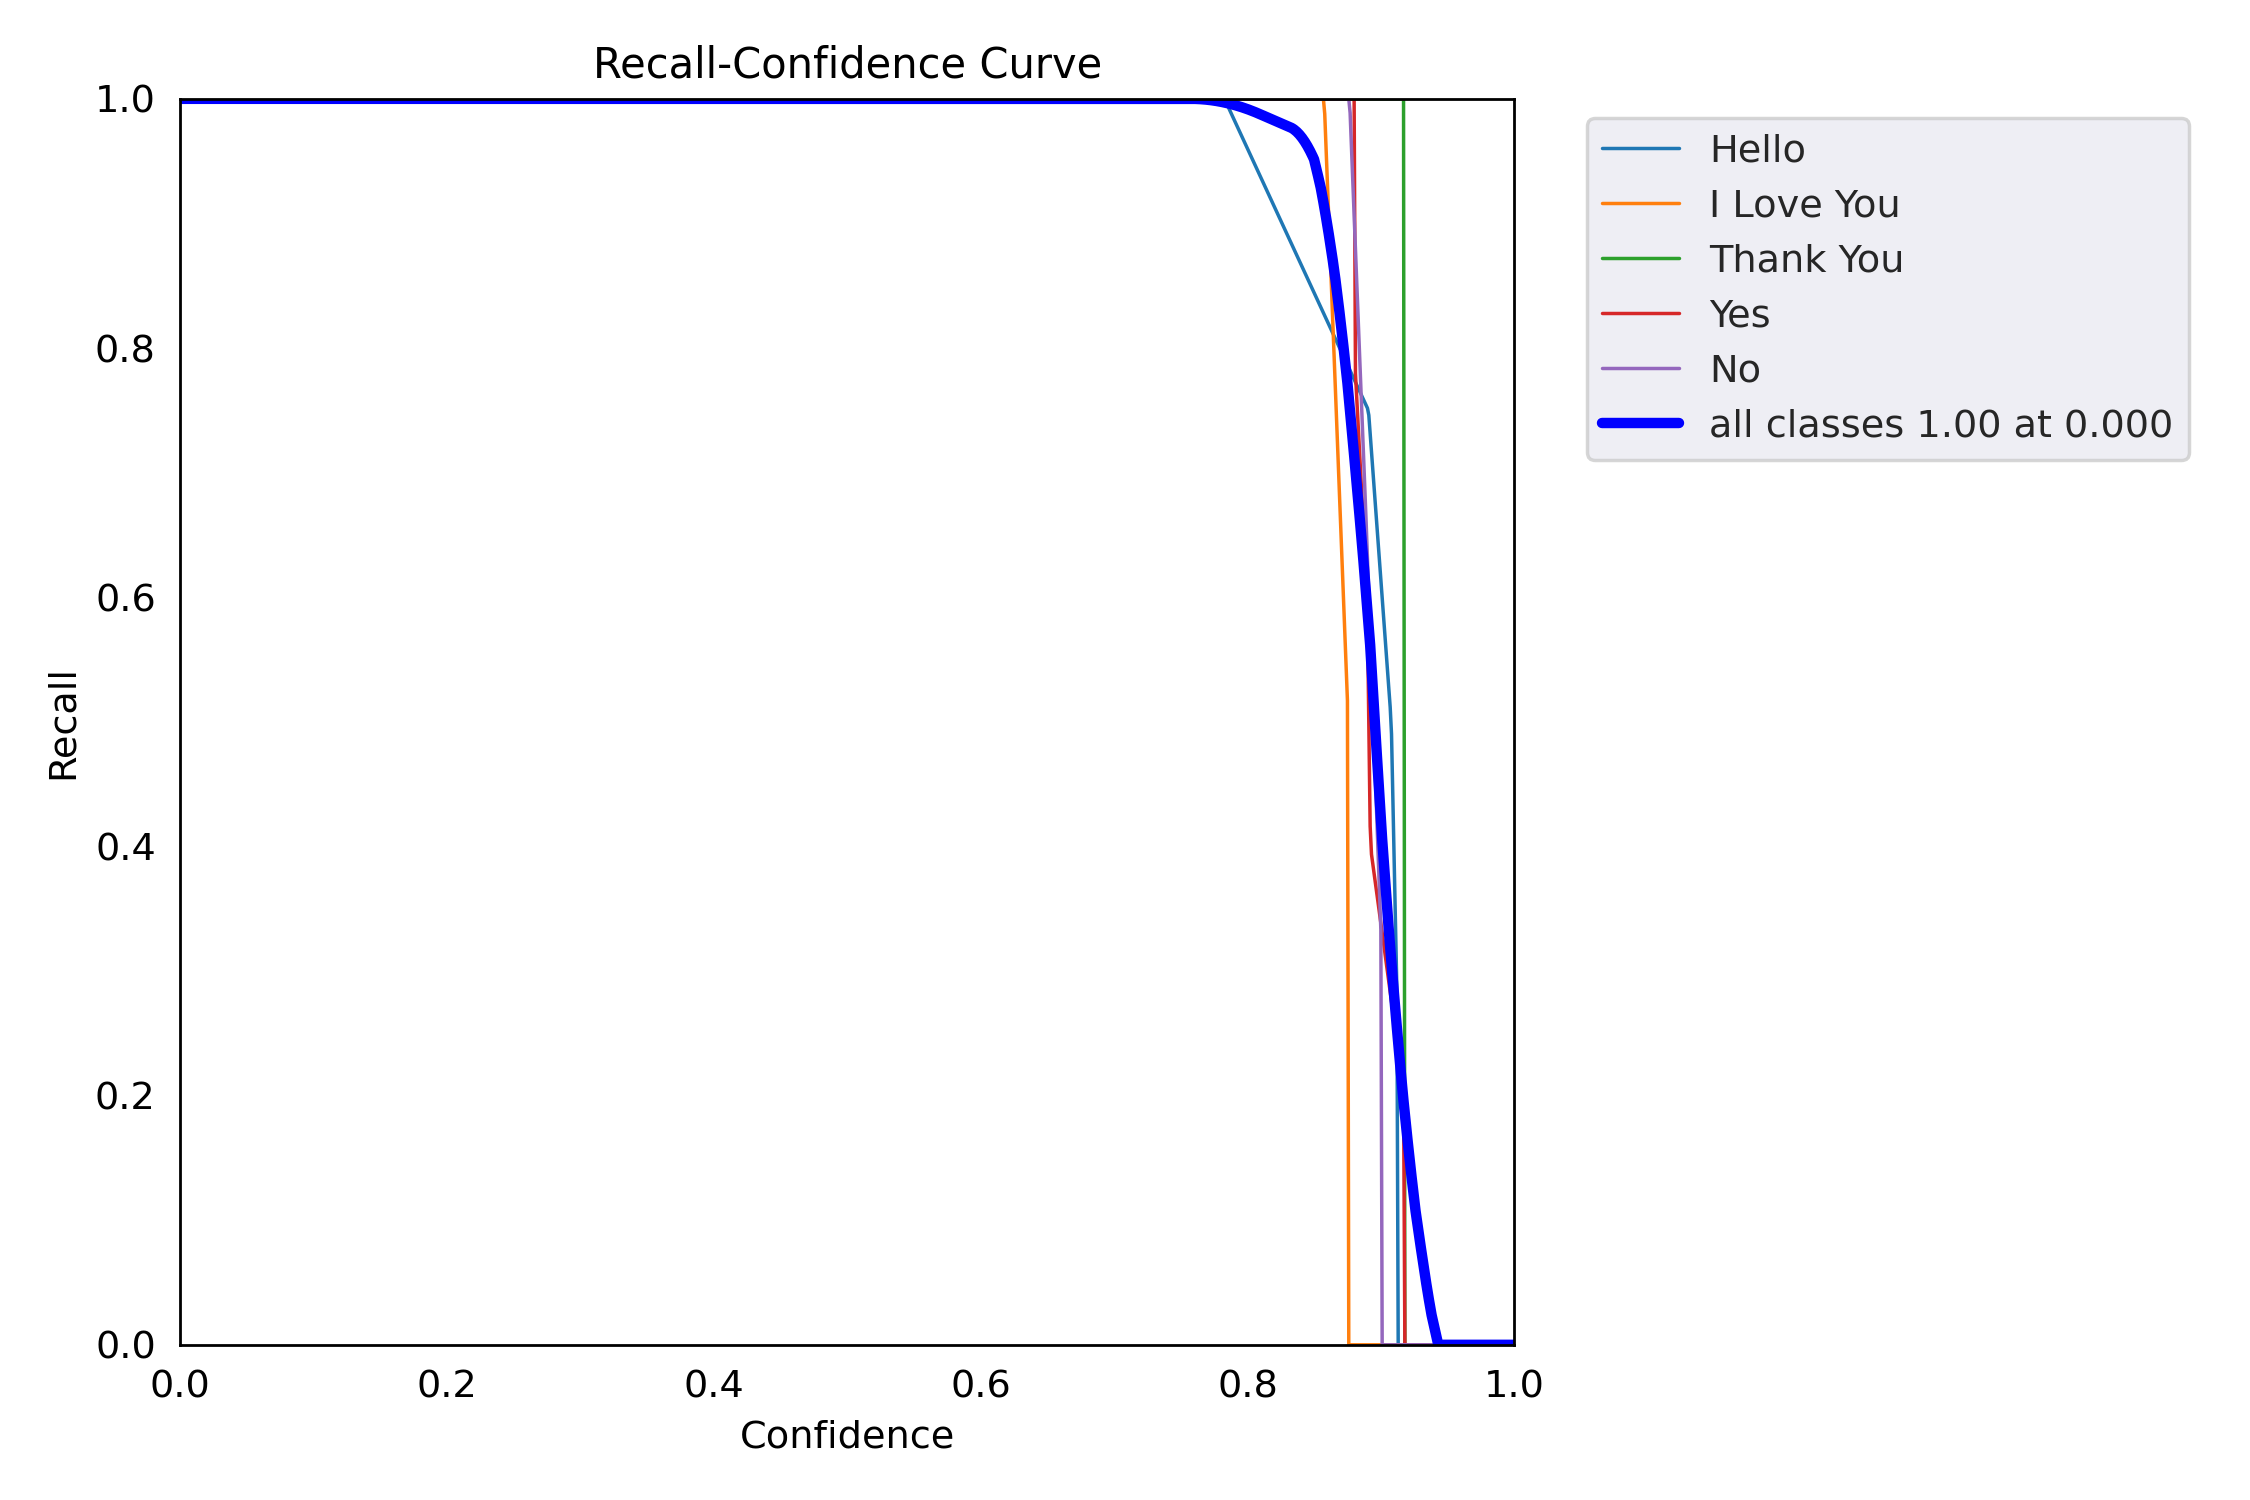 Recall-Confidence Curve
1.0
0.8
0.6
0.4
0.2
0.0
Recall
0.0 0.2 0.4 0.6 0.8 1.0
Confidence
Hello
I Love You
Thank You
Yes
No
all classes 1.00 at 0.000